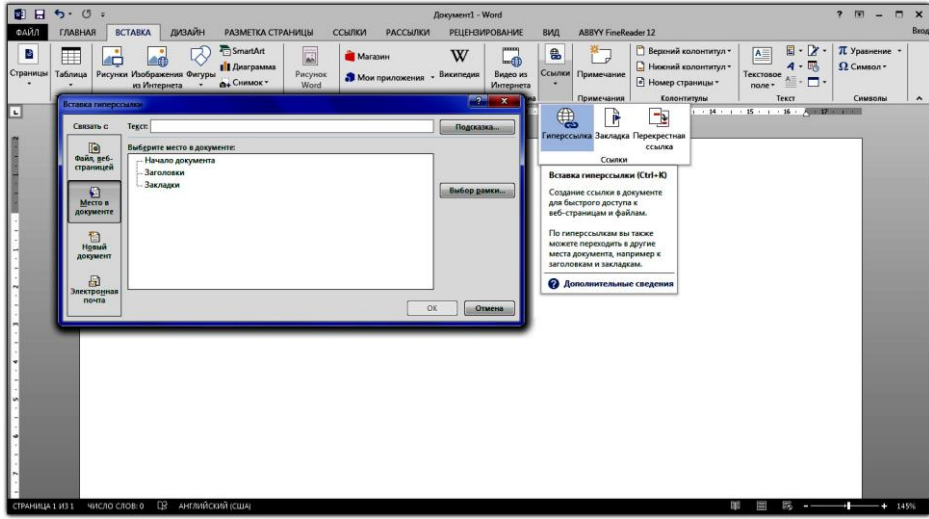 Документ1 - Word
ФАЙЛ ГЛАВНАЯ ВСТАВКА ДИЗАЙН РАЗМЕТКА СТРАНИЦЫ ССЫЛКИ РАССЫЛКИ РЕЦЕНЗИРОВАНИЕ ВИД ABBYY FineReader 12 Вход
Страницы
Таблица
Рисунки
Изображения
из Интернета
Фигуры
SmartArt
Диаграмма
Снимок
Рисунок
Word
Магазин
Мои приложения
W
Википедия
Видео из
Интернета
Ссылки
Примечание
Верхний колонтитул
Нижний колонтитул
Номер страницы
Текстовое
поле
π Уравнение
Ω Символ
Примечания Колонтитулы Текст Символы
14 15 16 17
Вставка гиперссылки
Связать с:
Текст:
Подсказка...
Файл, веб-
страницей
Место в
документе
Новый
документ
Электронная
почта
Выберите место в документе:
Начало документа
Заголовки
Закладки
Выбор рамки...
ОК
Отмена
Гиперссылка Закладка Перекрестная
ссылка
Ссылки
Вставка гиперссылки (Ctrl+K)
Создание ссылки в документе
для быстрого доступа к
веб-страницам и файлам.
По гиперссылкам вы также
можете переходить в другие
места документа, например к
заголовкам и закладкам.
Дополнительные сведения
СТРАНИЦА 1 ИЗ 1 ЧИСЛО СЛОВ: 0 АНГЛИЙСКИЙ (США) 145%